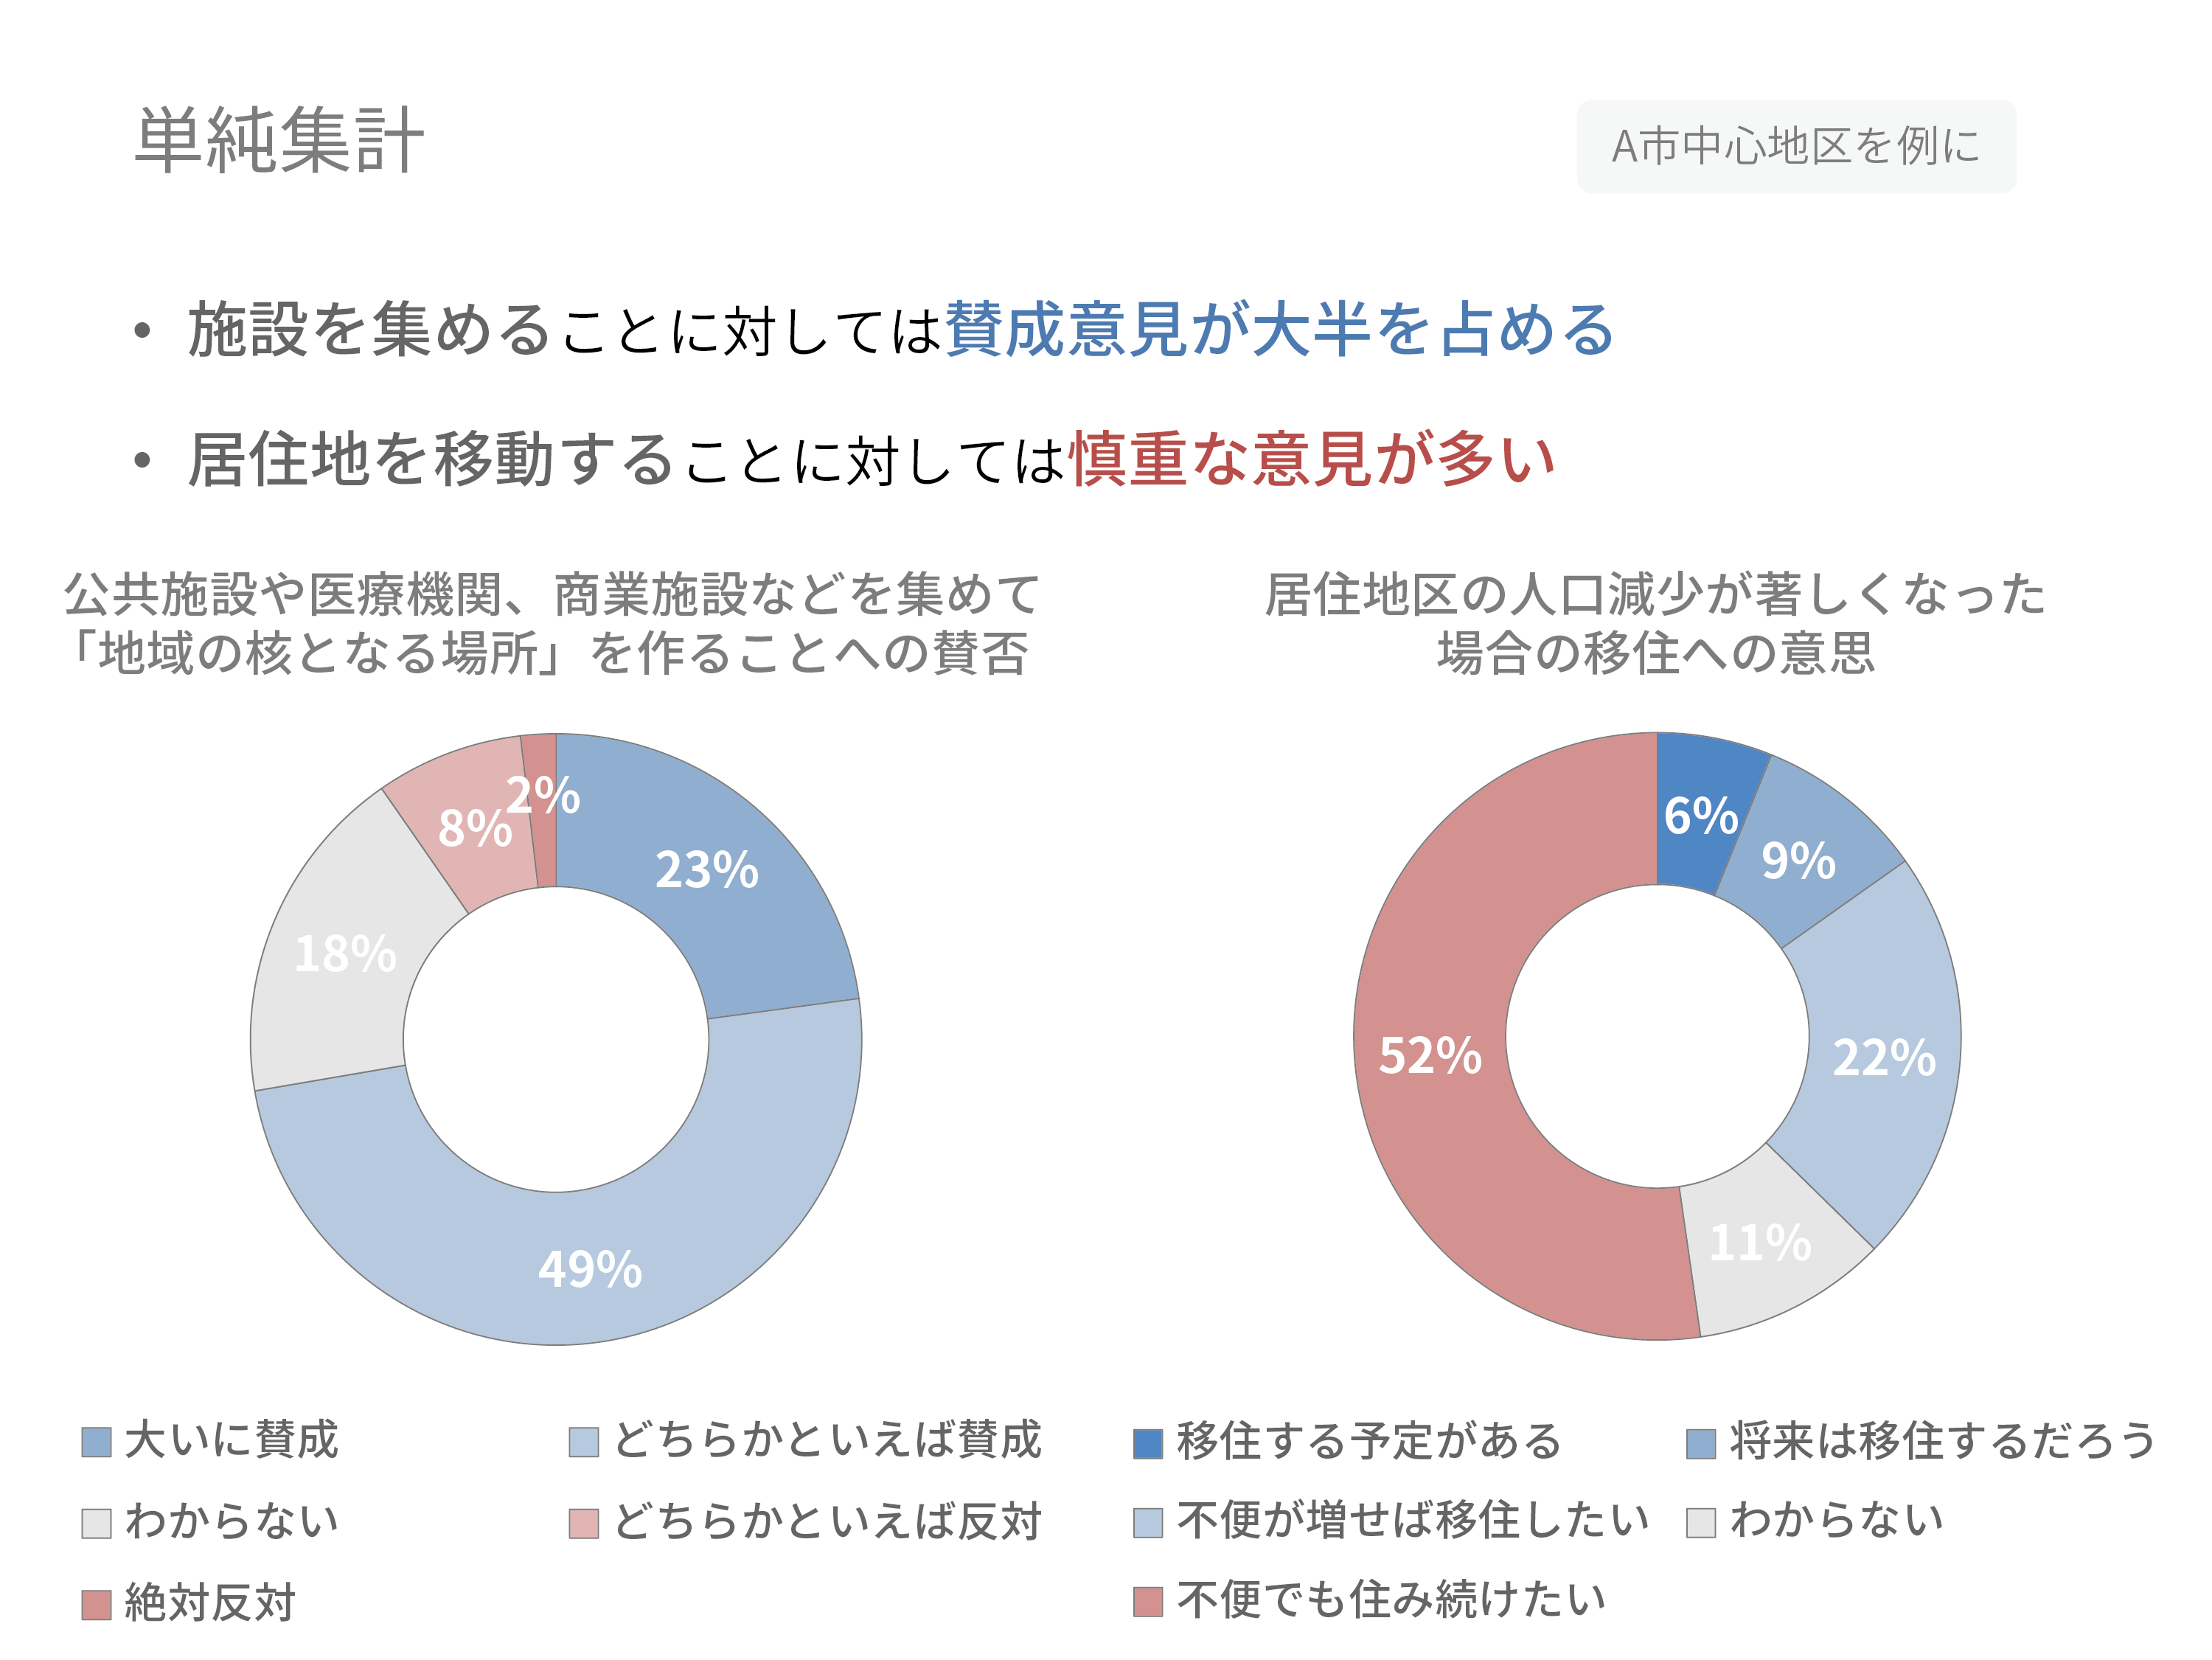 単純集計
A市中心地区を例に
• 施設を集めることに対しては賛成意見が大半を占める
• 居住地を移動することに対しては慎重な意見が多い
公共施設や医療機関、商業施設などを集めて
「地域の核となる場所」を作ることへの賛否
2%
8%
23%
18%
49%
大いに賛成
どちらかといえば賛成
わからない
どちらかといえば反対
絶対反対
居住地区の人口減少が著しくなった
場合の移住への意思
6%
9%
52%
22%
11%
移住する予定がある
将来は移住するだろう
不便が増せば移住したい
わからない
不便でも住み続けたい